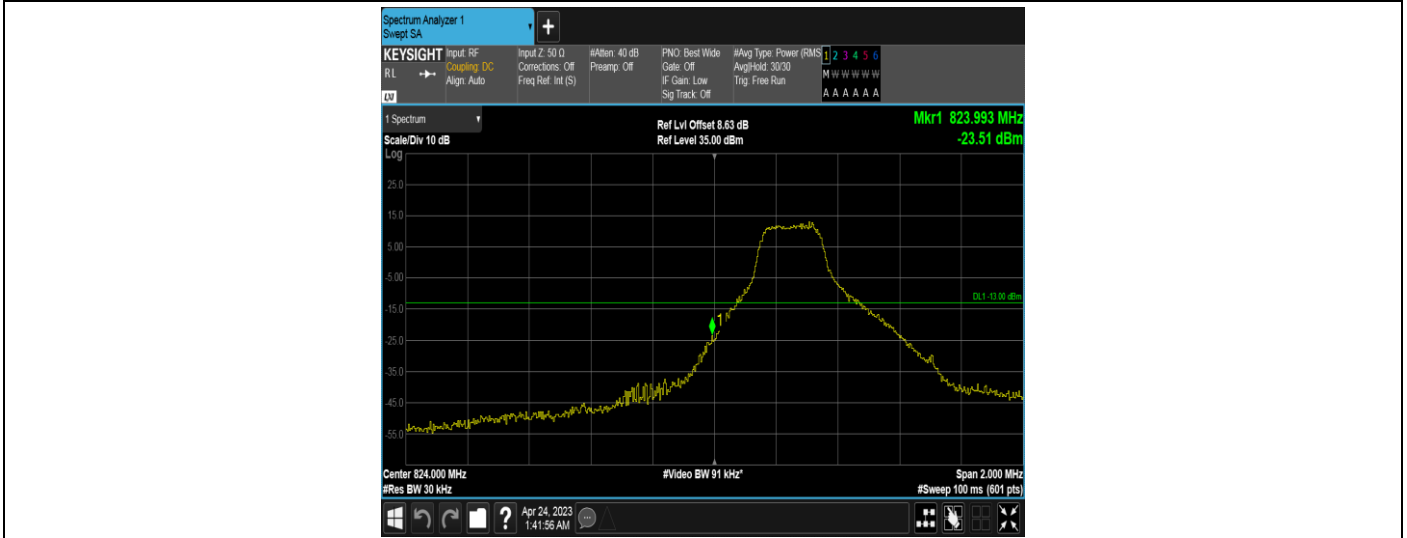 Spectrum Analyzer 1
Swept SA
+
KEYSIGHT
RL
LXI
Input: RF
Coupling: DC
Align: Auto
Input Z: 50 Ω
Corrections: Off
Freq Ref: Int (S)
#Atten: 40 dB
Preamp: Off
PNO: Best Wide
Gate: Off
IF Gain: Low
Sig Track: Off
#Avg Type: Power (RMS
Avg|Hold: 30/30
Trig: Free Run
1 2 3 4 5 6
M W W W W W
A A A A A A
1 Spectrum
Scale/Div 10 dB
Log
Ref Lvl Offset 8.63 dB
Ref Level 35.00 dBm
Mkr1 823.993 MHz
-23.51 dBm
25.0
15.0
5.00
-5.00
-15.0
-25.0
-35.0
-45.0
-55.0
DL1 -13.00 dBm
1
Center 824.000 MHz
#Res BW 30 kHz
#Video BW 91 kHz*
Span 2.000 MHz
#Sweep 100 ms (601 pts)
?
Apr 24, 2023
1:41:56 AM